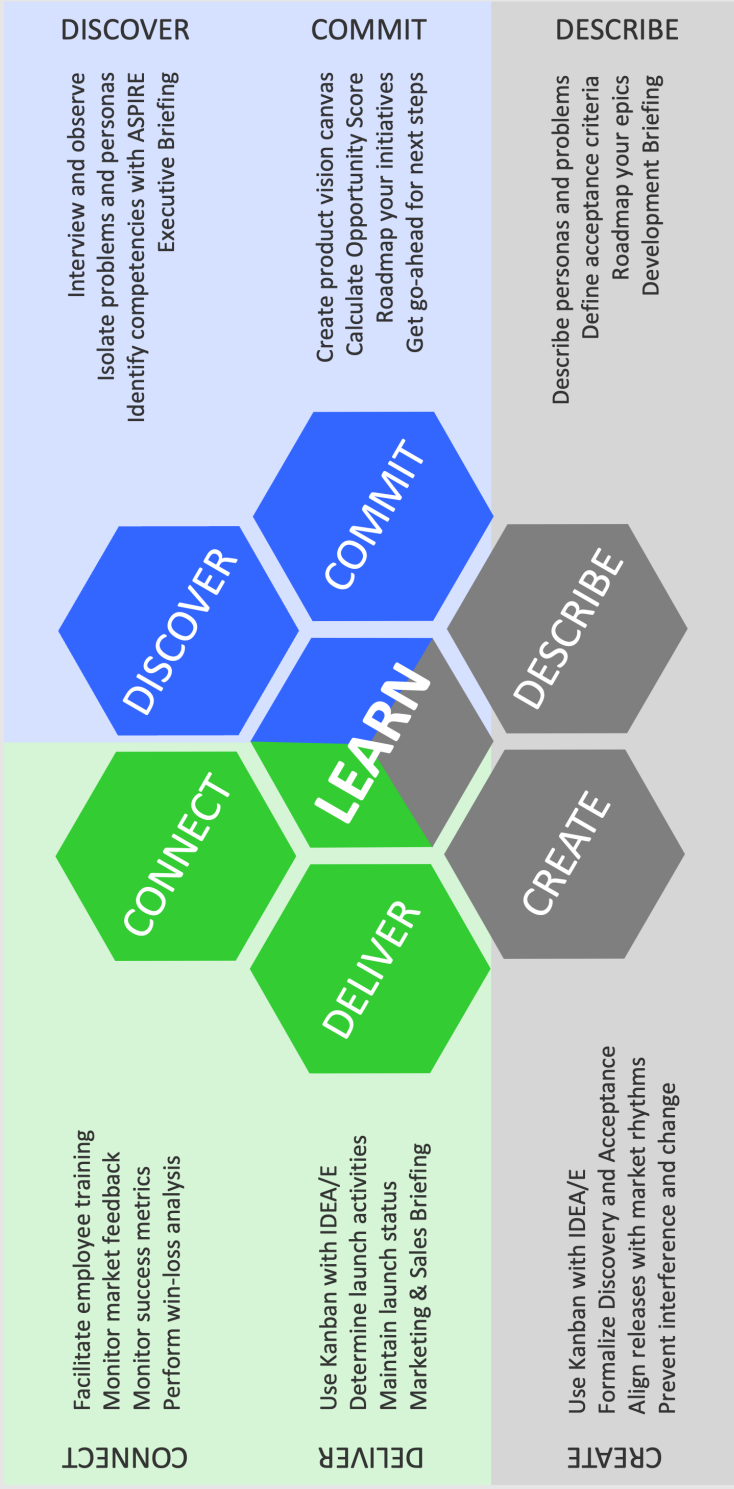 DISCOVER
Interview and observe
Isolate problems and personas
Identify competencies with ASPIRE
Executive Briefing
COMMIT
Create product vision canvas
Calculate Opportunity Score
Roadmap your initiatives
Get go-ahead for next steps
DESCRIBE
Describe personas and problems
Define acceptance criteria
Roadmap your epics
Development Briefing
DISCOVER
COMMIT
DESCRIBE
LEARN
CONNECT
DELIVER
CREATE
CONNECT
Facilitate employee training
Monitor market feedback
Monitor success metrics
Perform win-loss analysis
DELIVER
Use Kanban with IDEA/E
Determine launch activities
Maintain launch status
Marketing & Sales Briefing
CREATE
Use Kanban with IDEA/E
Formalize Discovery and Acceptance
Align releases with market rhythms
Prevent interference and change